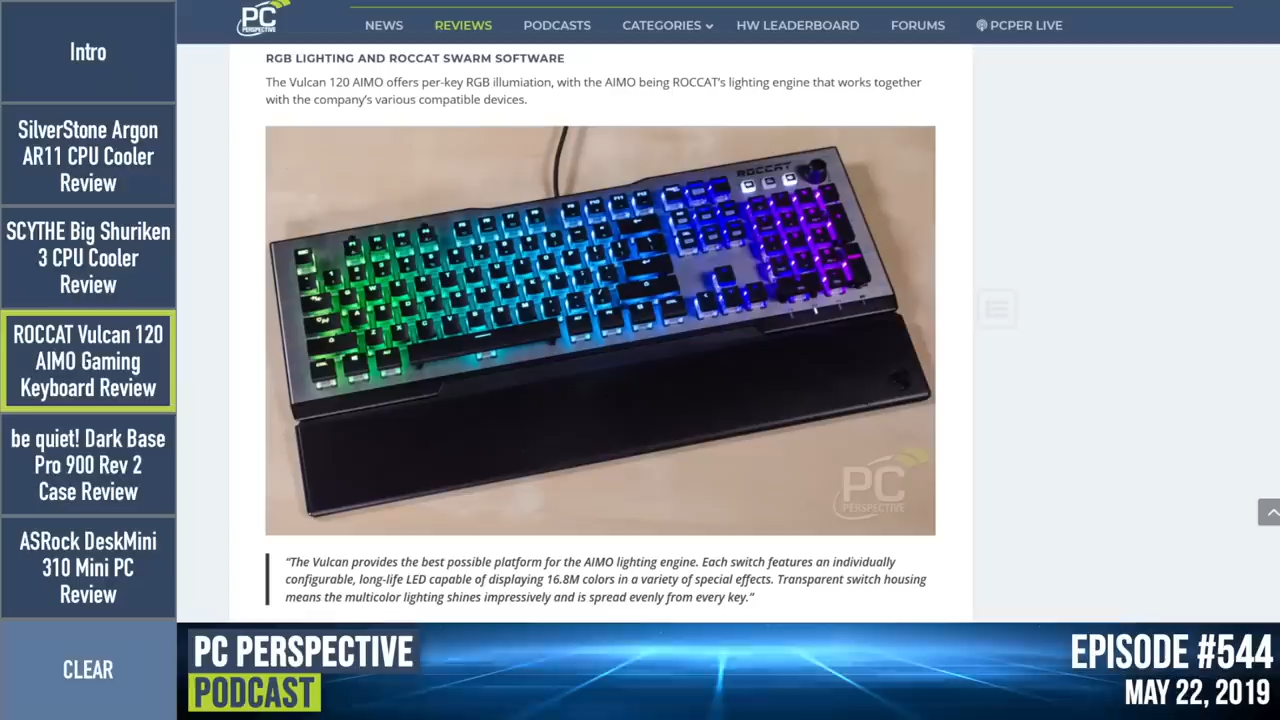 Intro
SilverStone Argon
AR11 CPU Cooler
Review
SCYTHE Big Shuriken
3 CPU Cooler
Review
ROCCAT Vulcan 120
AIMO Gaming
Keyboard Review
be quiet! Dark Base
Pro 900 Rev 2
Case Review
ASRock DeskMini
310 Mini PC
Review
CLEAR
PC
PERSPECTIVE
NEWS REVIEWS PODCASTS CATEGORIES HW LEADERBOARD FORUMS PCPER LIVE
RGB LIGHTING AND ROCCAT SWARM SOFTWARE
The Vulcan 120 AIMO offers per-key RGB illumiation, with the AIMO being ROCCAT’s lighting engine that works together
with the company’s various compatible devices.
ROCCAT
PC
PERSPECTIVE
“The Vulcan provides the best possible platform for the AIMO lighting engine. Each switch features an individually
configurable, long-life LED capable of displaying 16.8M colors in a variety of special effects. Transparent switch housing
means the multicolor lighting shines impressively and is spread evenly from every key.”
PC PERSPECTIVE
PODCAST
EPISODE #544
MAY 22, 2019